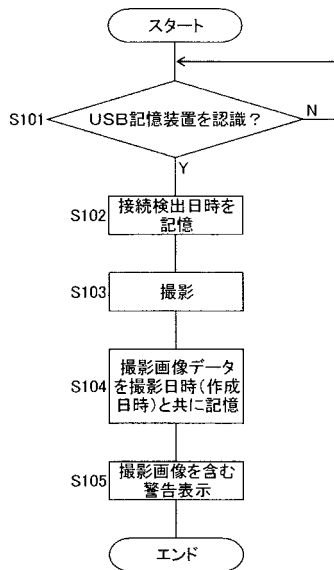 スタート
S101
USB記憶装置を認識？
N
Y
S102
接続検出日時を
記憶
S103
撮影
S104
撮影画像データ
を撮影日時(作成
日時)と共に記憶
S105
撮影画像を含む
警告表示
エンド